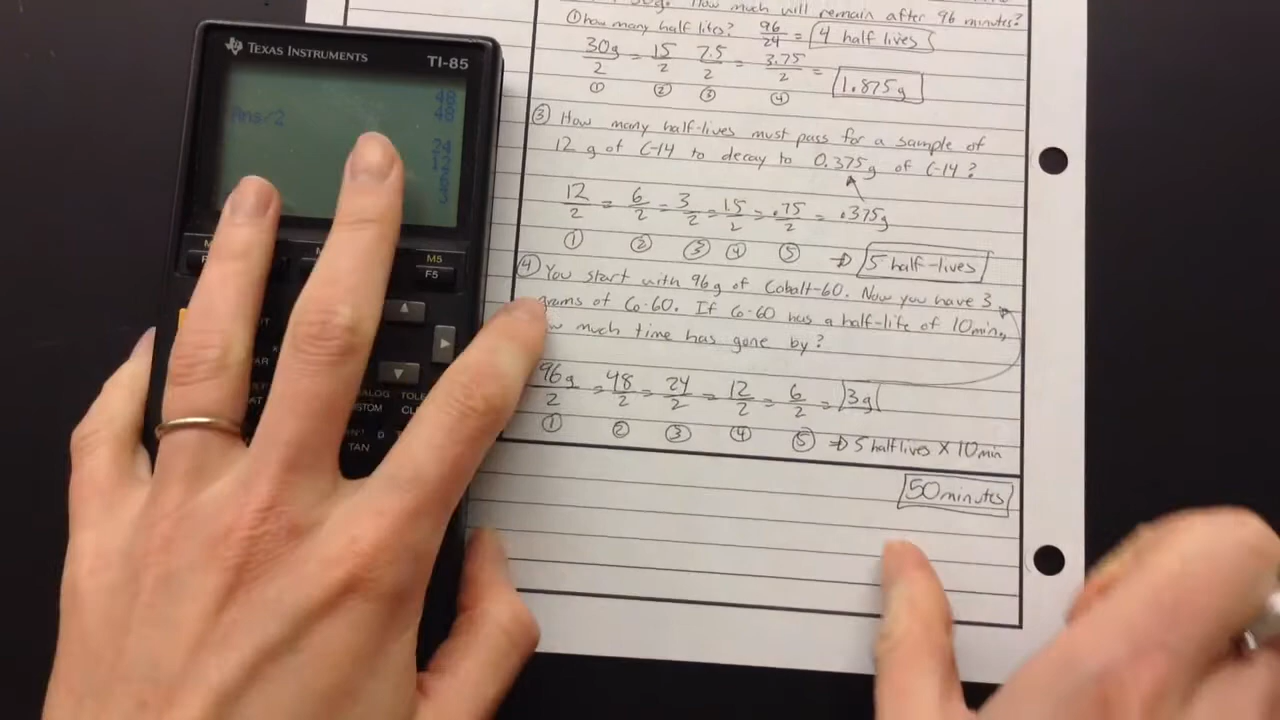 TEXAS INSTRUMENTS
TI-85
48
Ans/2 48
24
12
6
3
M5
F5
How much will remain after 96 minutes?
① how many half lifes? 96/24 = 4 half lives
30g/2 = 15/2 7.5/2 = 3.75/2 = 1.875g
① ② ③ ④
③ How many half-lives must pass for a sample of
12 g of C-14 to decay to 0.375g of C-14?
12/2 = 6/2 = 3/2 = 1.5/2 = .75/2 = .375g
① ② ③ ④ ⑤ ⇒ 5 half-lives
④ You start with 96g of Cobalt-60. Now you have 3
grams of Co-60. If Co-60 has a half-life of 10min,
much time has gone by?
96g/2 = 48/2 = 24/2 = 12/2 = 6/2 = 3g
① ② ③ ④ ⑤ ⇒ 5 half lives × 10min
50 minutes
TAN